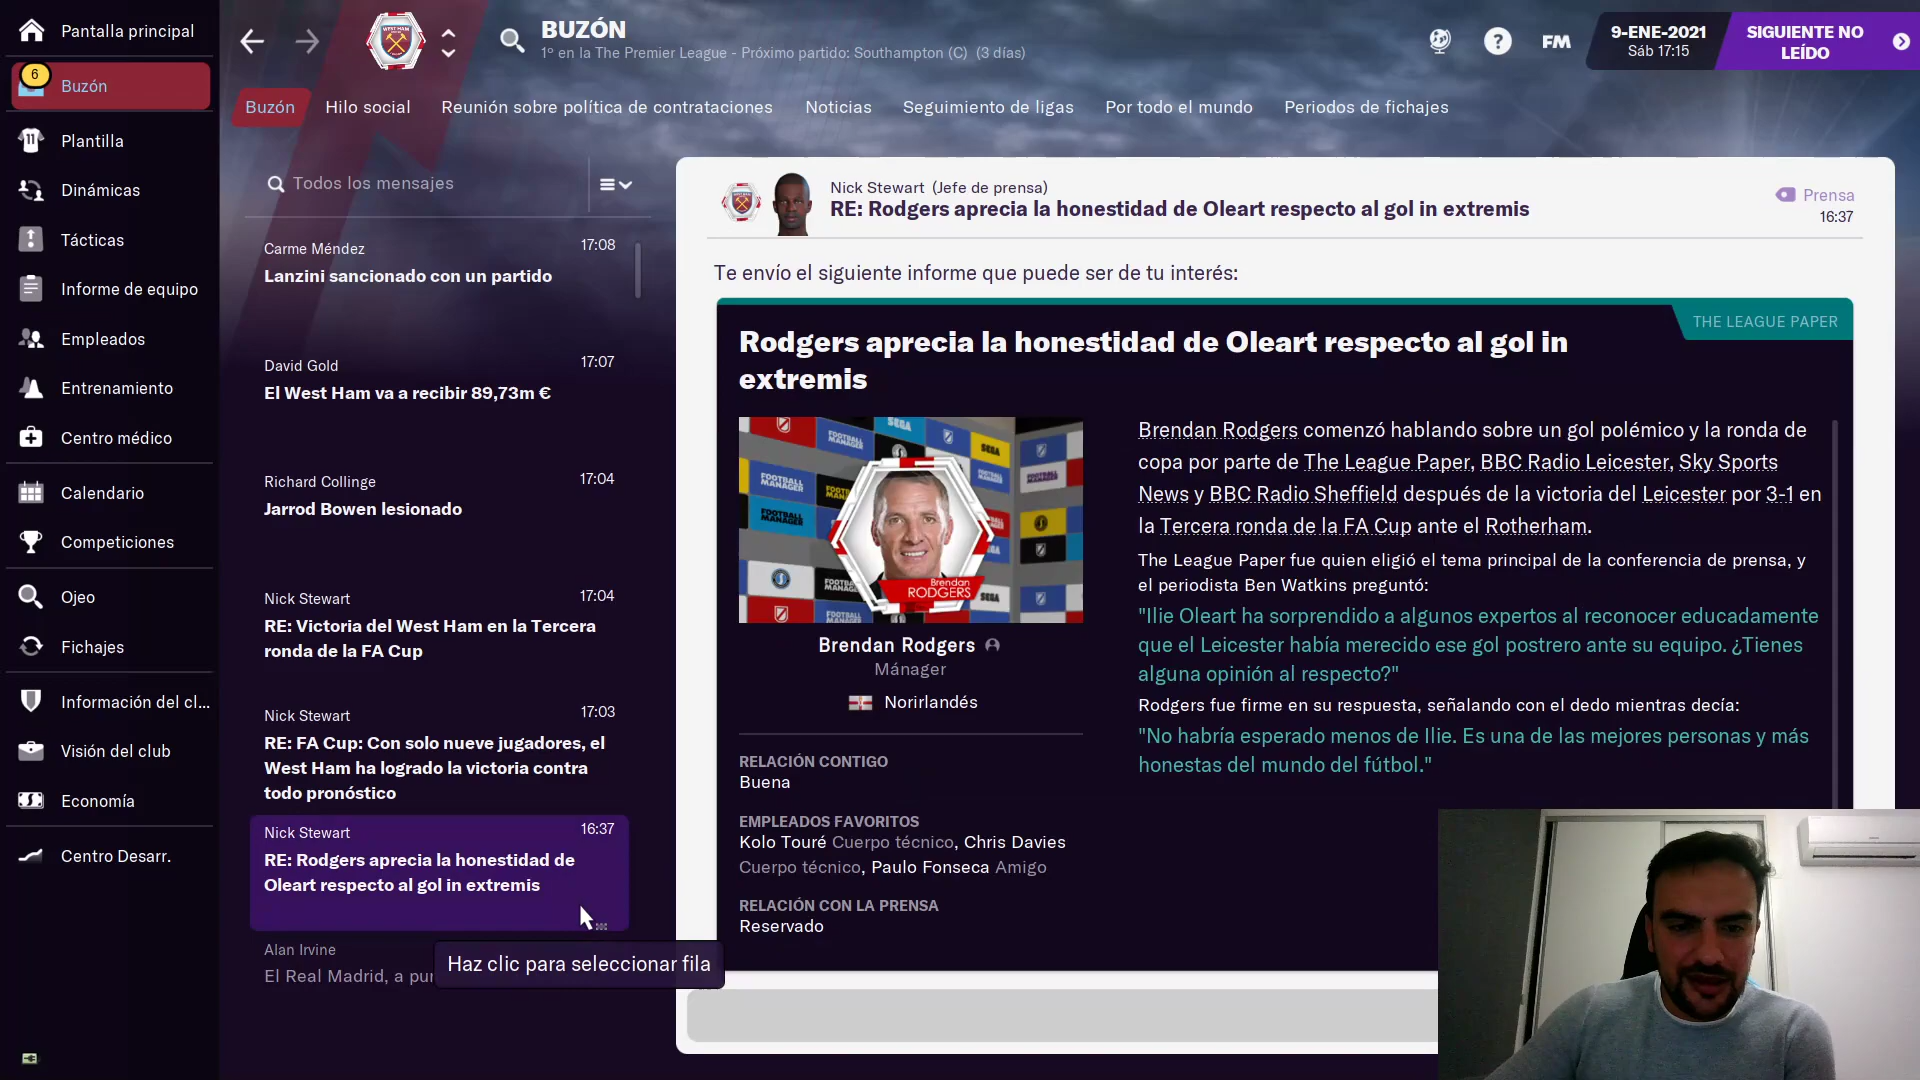 Pantalla principal
6
Buzón
Plantilla
Dinámicas
Tácticas
Informe de equipo
Empleados
Entrenamiento
Centro médico
Calendario
Competiciones
Ojeo
Fichajes
Información del cl...
Visión del club
Economía
Centro Desarr.
BUZÓN
1º en la The Premier League - Próximo partido: Southampton (C) (3 días)
FM
9-ENE-2021
Sáb 17:15
SIGUIENTE NO
LEÍDO
Buzón
Hilo social
Reunión sobre política de contrataciones
Noticias
Seguimiento de ligas
Por todo el mundo
Periodos de fichajes
Todos los mensajes
Carme Méndez
17:08
Lanzini sancionado con un partido
David Gold
17:07
El West Ham va a recibir 89,73m €
Richard Collinge
17:04
Jarrod Bowen lesionado
Nick Stewart
17:04
RE: Victoria del West Ham en la Tercera
ronda de la FA Cup
Nick Stewart
17:03
RE: FA Cup: Con solo nueve jugadores, el
West Ham ha logrado la victoria contra
todo pronóstico
Nick Stewart
16:37
RE: Rodgers aprecia la honestidad de
Oleart respecto al gol in extremis
Alan Irvine
El Real Madrid, a pu
Haz clic para seleccionar fila
Nick Stewart (Jefe de prensa)
RE: Rodgers aprecia la honestidad de Oleart respecto al gol in extremis
Prensa
16:37
Te envío el siguiente informe que puede ser de tu interés:
THE LEAGUE PAPER
Rodgers aprecia la honestidad de Oleart respecto al gol in
extremis
SEGA
FOOTBALL MANAGER
Brendan
RODGERS
Brendan Rodgers
Mánager
Norirlandés
RELACIÓN CONTIGO
Buena
EMPLEADOS FAVORITOS
Kolo Touré Cuerpo técnico, Chris Davies
Cuerpo técnico, Paulo Fonseca Amigo
RELACIÓN CON LA PRENSA
Reservado
Brendan Rodgers comenzó hablando sobre un gol polémico y la ronda de
copa por parte de The League Paper, BBC Radio Leicester, Sky Sports
News y BBC Radio Sheffield después de la victoria del Leicester por 3-1 en
la Tercera ronda de la FA Cup ante el Rotherham.
The League Paper fue quien eligió el tema principal de la conferencia de prensa, y
el periodista Ben Watkins preguntó:
"Ilie Oleart ha sorprendido a algunos expertos al reconocer educadamente
que el Leicester había merecido ese gol postrero ante su equipo. ¿Tienes
alguna opinión al respecto?"
Rodgers fue firme en su respuesta, señalando con el dedo mientras decía:
"No habría esperado menos de Ilie. Es una de las mejores personas y más
honestas del mundo del fútbol."